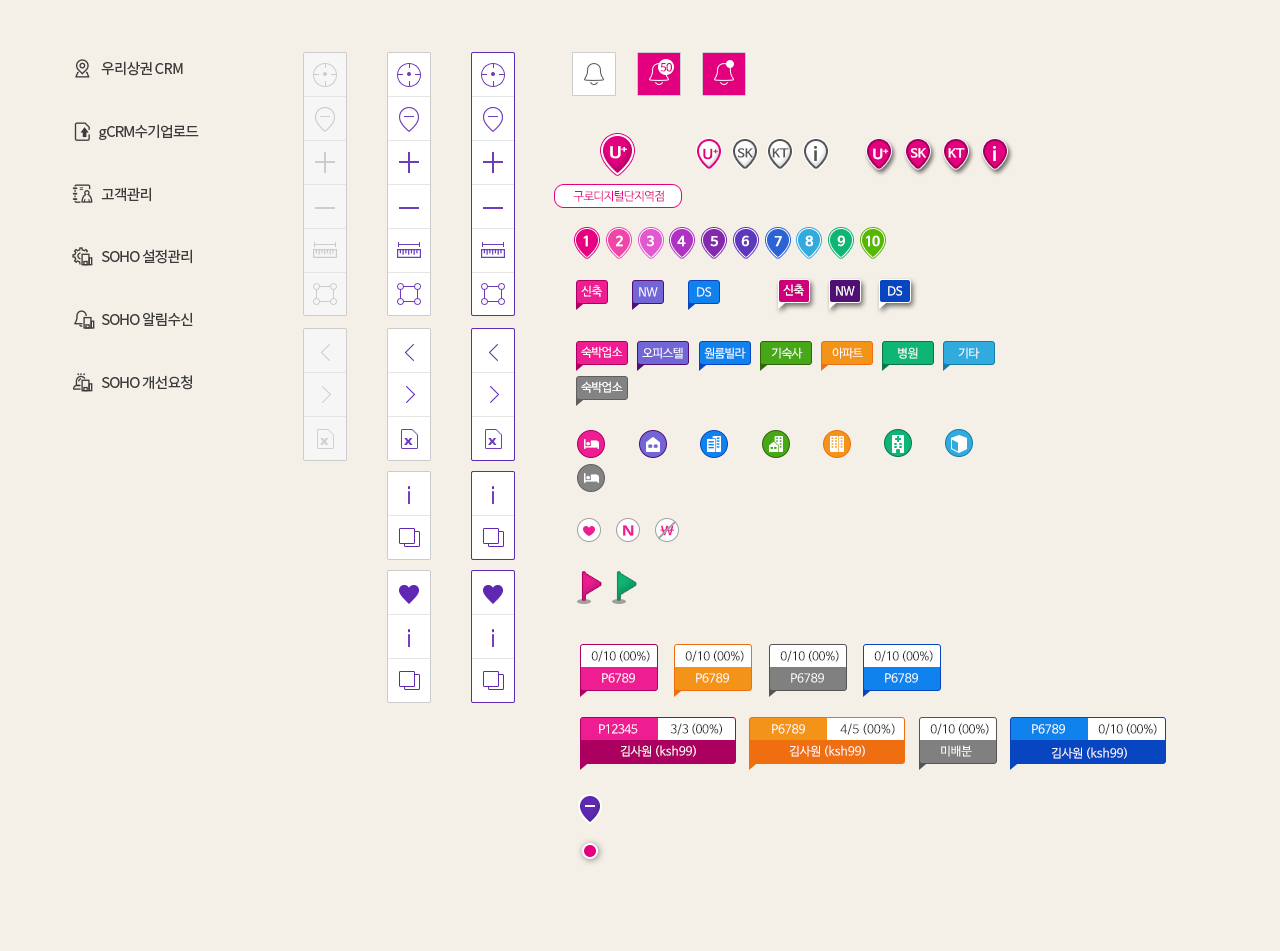 우리상권 CRM
gCRM수기업로드
고객관리
SOHO 설정관리
SOHO 알림수신
SOHO 개선요청
50
U+ U+ SK KT i U+ SK KT i
구로디지털단지역점
1 2 3 4 5 6 7 8 9 10
신축 NW DS 신축 NW DS
숙박업소 오피스텔 원룸빌라 기숙사 아파트 병원 기타
숙박업소
N ₩
0/10 (00%) 0/10 (00%) 0/10 (00%) 0/10 (00%)
P6789 P6789 P6789 P6789
P12345 3/3 (00%) P6789 4/5 (00%) 0/10 (00%) P6789 0/10 (00%)
김사원 (ksh99) 김사원 (ksh99) 미배분 김사원 (ksh99)